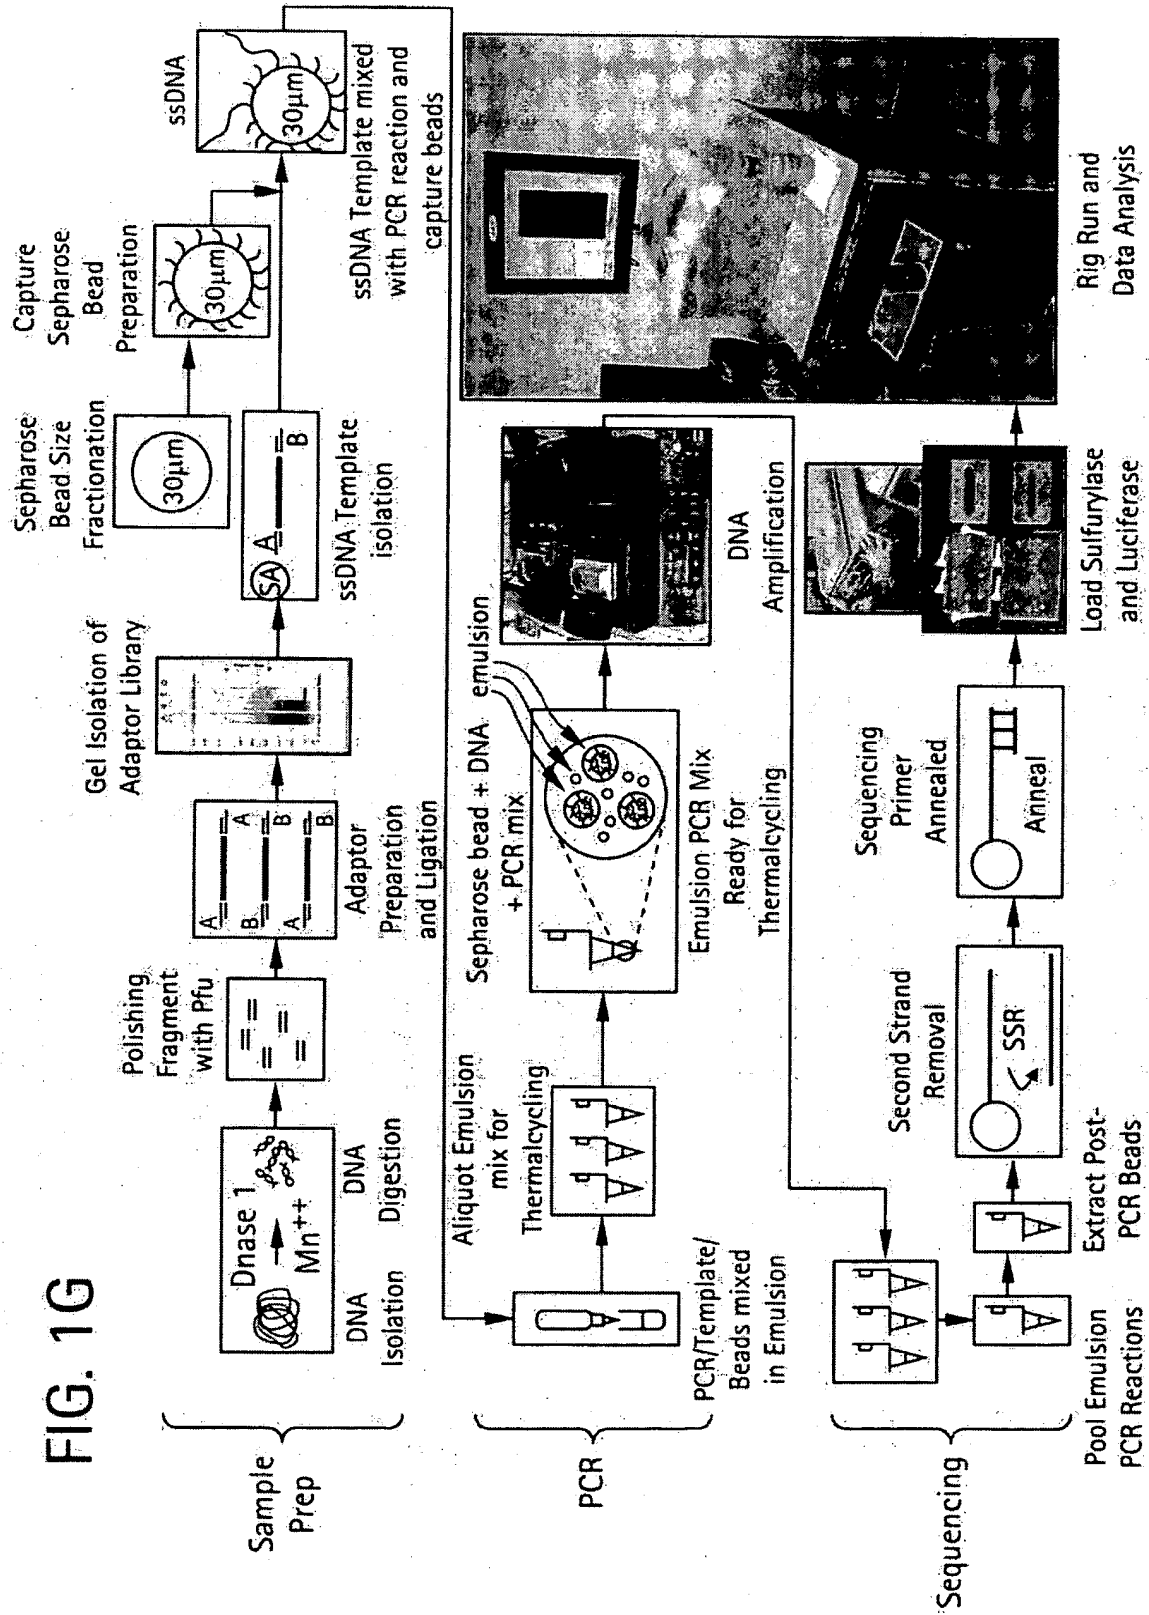 FIG. 1G
Sample
Prep
Dnase 1
Mn++
DNA
Isolation
DNA
Digestion
Polishing
Fragment
with Pfu
A
B
A
A
B
B
Adaptor
Preparation
and Ligation
Gel Isolation of
Adaptor Library
SA
A
B
ssDNA Template
isolation
Sepharose
Bead Size
Fractionation
30µm
Capture
Sepharose
Bead
Preparation
30µm
ssDNA
30µm
ssDNA Template mixed
with PCR reaction and
capture beads
PCR
PCR/Template/
Beads mixed
in Emulsion
Aliquot Emulsion
mix for
Thermalcycling
Sepharose bead + DNA
+ PCR mix
emulsion
Emulsion PCR Mix
Ready for
Thermalcycling
DNA
Amplification
Sequencing
Pool Emulsion
PCR Reactions
Extract Post-
PCR Beads
Second Strand
Removal
SSR
Sequencing
Primer
Annealed
Anneal
Load Sulfurylase
and Luciferase
Rig Run and
Data Analysis